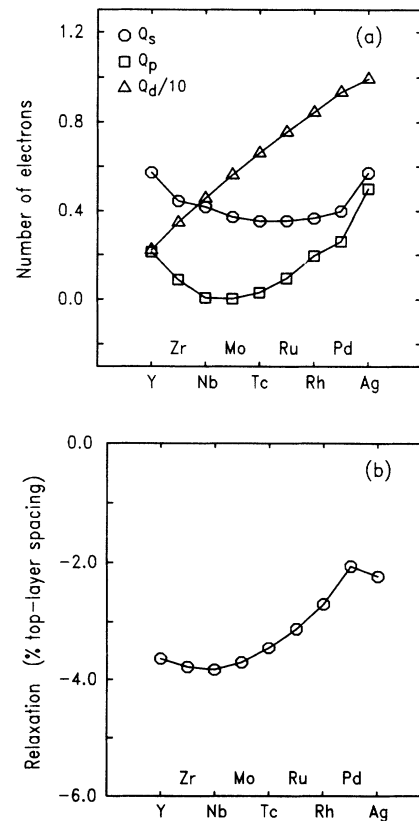 (a)
Q_s
Q_p
Q_d/10
Number of electrons
1.2
0.8
0.4
0.0
Zr Mo Ru Pd
Y Nb Tc Rh Ag
(b)
Relaxation (% top-layer spacing)
0.0
-2.0
-4.0
-6.0
Zr Mo Ru Pd
Y Nb Tc Rh Ag